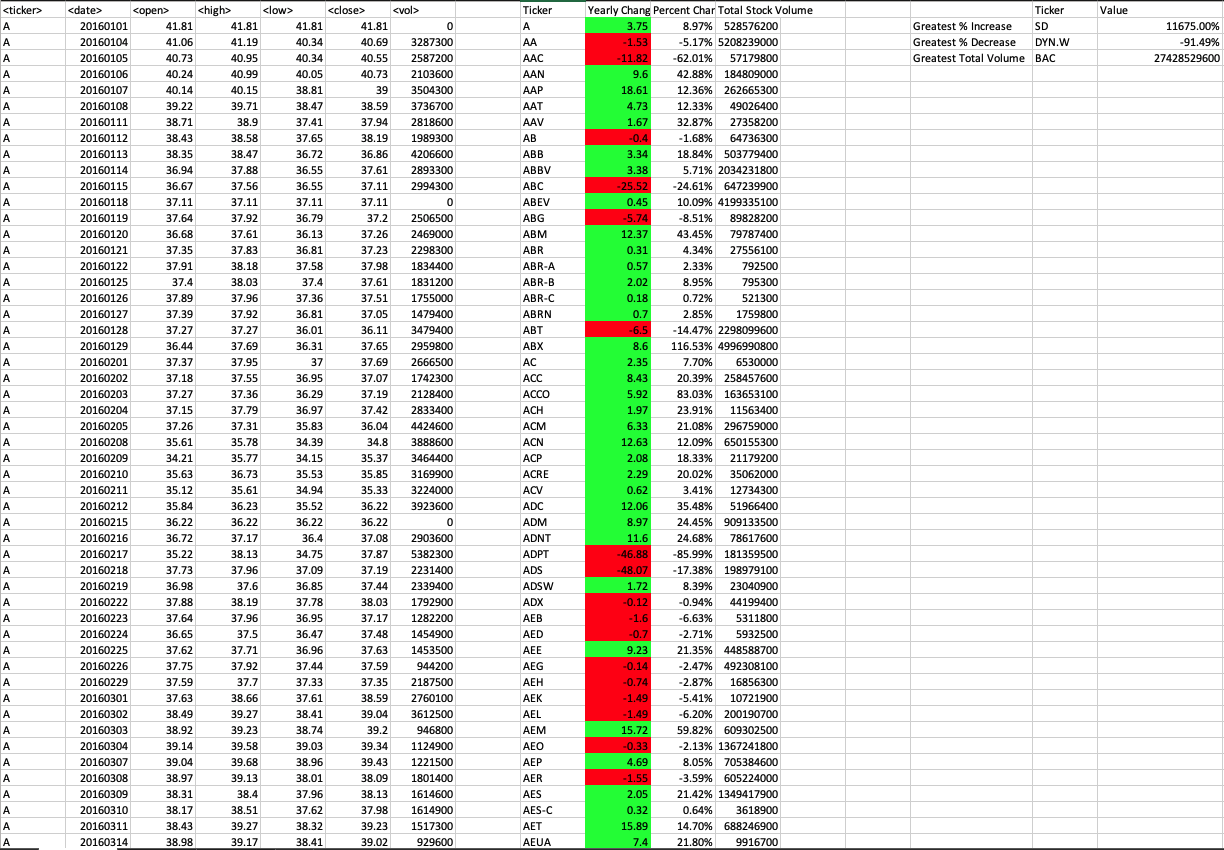 <ticker> <date> <open> <high> <low> <close> <vol> Ticker Yearly Chang Percent Char Total Stock Volume Ticker Value
A 20160101 41.81 41.81 41.81 41.81 0 A 3.75 8.97% 528576200 Greatest % Increase SD 11675.00%
A 20160104 41.06 41.19 40.34 40.69 3287300 AA -1.53 -5.17% 5208239000 Greatest % Decrease DYN.W -91.49%
A 20160105 40.73 40.95 40.34 40.55 2587200 AAC -11.82 -62.01% 57179800 Greatest Total Volume BAC 27428529600
A 20160106 40.24 40.99 40.05 40.73 2103600 AAN 9.6 42.88% 184809000
A 20160107 40.14 40.15 38.81 39 3504300 AAP 18.61 12.36% 262665300
A 20160108 39.22 39.71 38.47 38.59 3736700 AAT 4.73 12.33% 49026400
A 20160111 38.71 38.9 37.41 37.94 2818600 AAV 1.67 32.87% 27358200
A 20160112 38.43 38.58 37.65 38.19 1989300 AB -0.4 -1.68% 64736300
A 20160113 38.35 38.47 36.72 36.86 4206600 ABB 3.34 18.84% 503779400
A 20160114 36.94 37.88 36.55 37.61 2893300 ABBV 3.38 5.71% 2034231800
A 20160115 36.67 37.56 36.55 37.11 2994300 ABC -25.52 -24.61% 647239900
A 20160118 37.11 37.11 37.11 37.11 0 ABEV 0.45 10.09% 4199335100
A 20160119 37.64 37.92 36.79 37.2 2506500 ABG -5.74 -8.51% 89828200
A 20160120 36.68 37.61 36.13 37.26 2469000 ABM 12.37 43.45% 79787400
A 20160121 37.35 37.83 36.81 37.23 2298300 ABR 0.31 4.34% 27556100
A 20160122 37.91 38.18 37.58 37.98 1834400 ABR-A 0.57 2.33% 792500
A 20160125 37.4 38.03 37.4 37.61 1831200 ABR-B 2.02 8.95% 795300
A 20160126 37.89 37.96 37.36 37.51 1755000 ABR-C 0.18 0.72% 521300
A 20160127 37.39 37.92 36.81 37.05 1479400 ABRN 0.7 2.85% 1759800
A 20160128 37.27 37.27 36.01 36.11 3479400 ABT -6.5 -14.47% 2298099600
A 20160129 36.44 37.69 36.31 37.65 2959800 ABX 8.6 116.53% 4996990800
A 20160201 37.37 37.95 37 37.69 2666500 AC 2.35 7.70% 6530000
A 20160202 37.18 37.55 36.95 37.07 1742300 ACC 8.43 20.39% 258457600
A 20160203 37.27 37.36 36.29 37.19 2128400 ACCO 5.92 83.03% 163653100
A 20160204 37.15 37.79 36.97 37.42 2833400 ACH 1.97 23.91% 11563400
A 20160205 37.26 37.31 35.83 36.04 4424600 ACM 6.33 21.08% 296759000
A 20160208 35.61 35.78 34.39 34.8 3888600 ACN 12.63 12.09% 650155300
A 20160209 34.21 35.77 34.15 35.37 3464400 ACP 2.08 18.33% 21179200
A 20160210 35.63 36.73 35.53 35.85 3169900 ACRE 2.29 20.02% 35062000
A 20160211 35.12 35.61 34.94 35.33 3224000 ACV 0.62 3.41% 12734300
A 20160212 35.84 36.23 35.52 36.22 3923600 ADC 12.06 35.48% 51966400
A 20160215 36.22 36.22 36.22 36.22 0 ADM 8.97 24.45% 909133500
A 20160216 36.72 37.17 36.4 37.08 2903600 ADNT 11.6 24.68% 78617600
A 20160217 35.22 38.13 34.75 37.87 5382300 ADPT -46.88 -85.99% 181359500
A 20160218 37.73 37.96 37.09 37.19 2231400 ADS -48.07 -17.38% 198979100
A 20160219 36.98 37.6 36.85 37.44 2339400 ADSW 1.72 8.39% 23040900
A 20160222 37.88 38.19 37.78 38.03 1792900 ADX -0.12 -0.94% 44199400
A 20160223 37.64 37.96 36.95 37.17 1282200 AEB -1.6 -6.63% 5311800
A 20160224 36.65 37.5 36.47 37.48 1454900 AED -0.7 -2.71% 5932500
A 20160225 37.62 37.71 36.96 37.63 1453500 AEE 9.23 21.35% 448588700
A 20160226 37.75 37.92 37.44 37.59 944200 AEG -0.14 -2.47% 492308100
A 20160229 37.59 37.7 37.33 37.35 2187500 AEH -0.74 -2.87% 16856300
A 20160301 37.63 38.66 37.61 38.59 2760100 AEK -1.49 -5.41% 10721900
A 20160302 38.49 39.27 38.41 39.04 3612500 AEL -1.49 -6.20% 200190700
A 20160303 38.92 39.23 38.74 39.2 946800 AEM 15.72 59.82% 609302500
A 20160304 39.14 39.58 39.03 39.34 1124900 AEO -0.33 -2.13% 1367241800
A 20160307 39.04 39.68 38.96 39.43 1221500 AEP 4.69 8.05% 705384600
A 20160308 38.97 39.13 38.01 38.09 1801400 AER -1.55 -3.59% 605224000
A 20160309 38.31 38.4 37.96 38.13 1614600 AES 2.05 21.42% 1349417900
A 20160310 38.17 38.51 37.62 37.98 1614900 AES-C 0.32 0.64% 3618900
A 20160311 38.43 39.27 38.32 39.23 1517300 AET 15.89 14.70% 688246900
A 20160314 38.98 39.17 38.41 39.02 929600 AEUA 7.4 21.80% 9916700